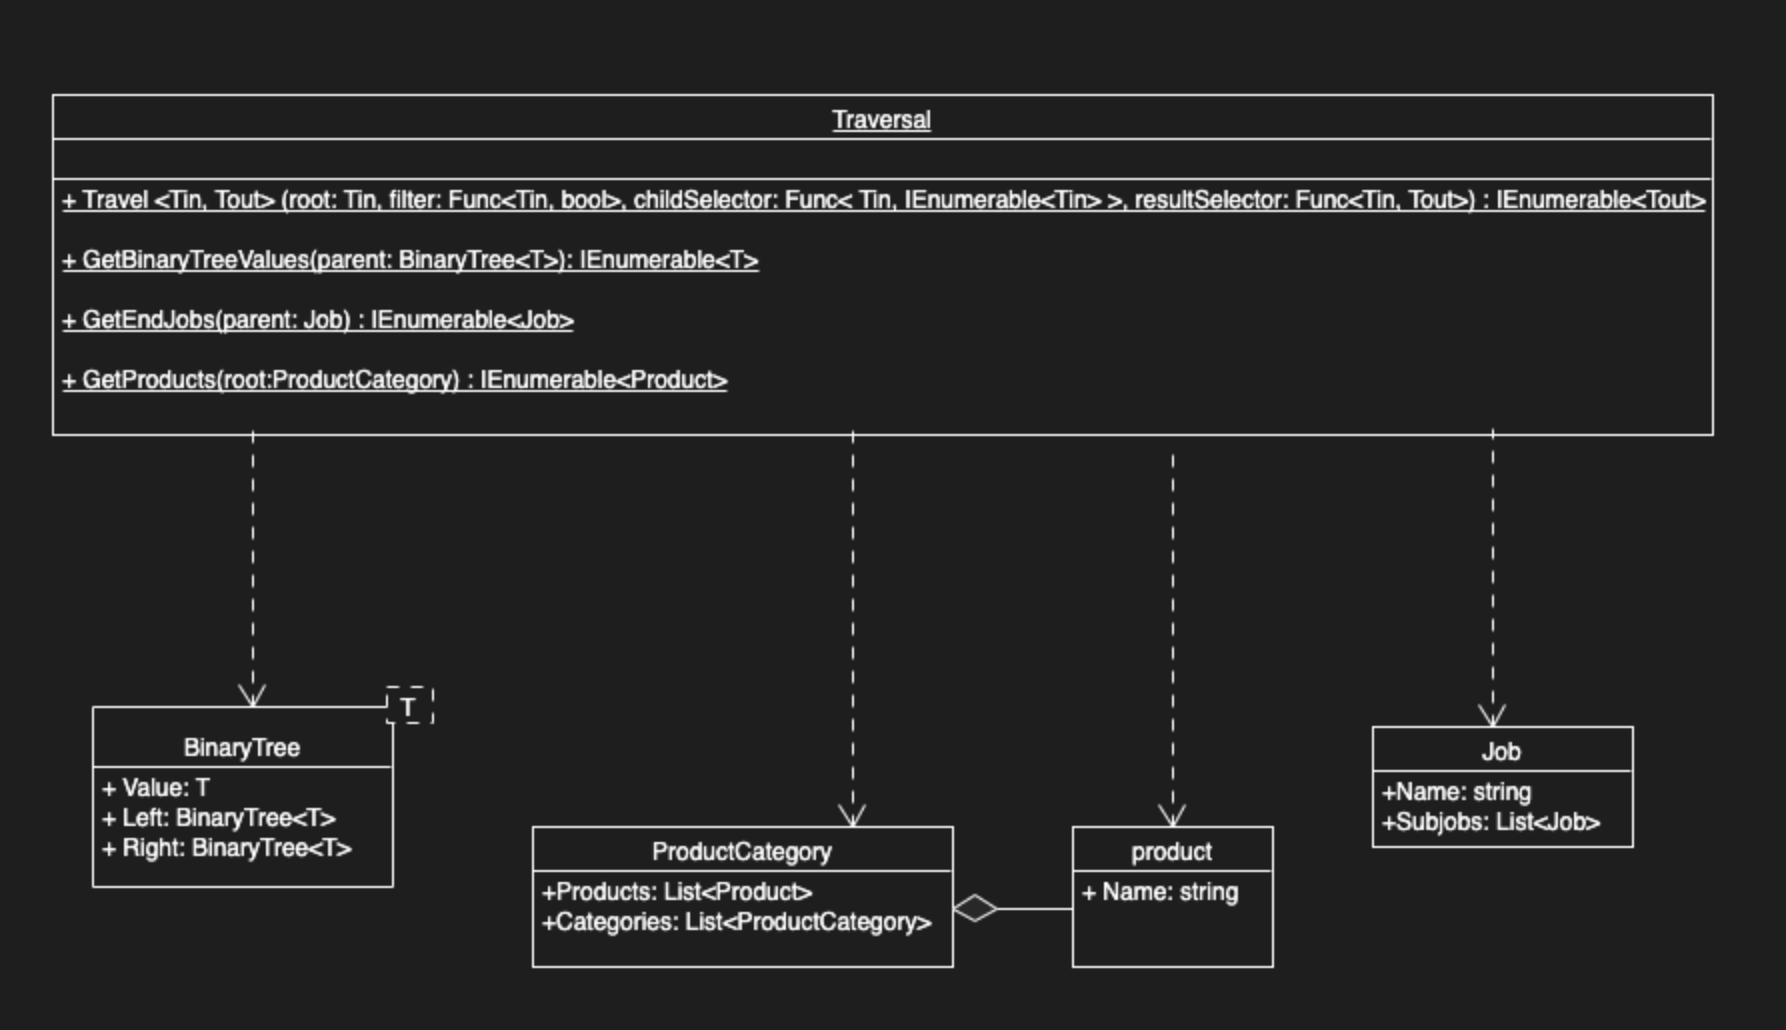 Traversal
+ Travel <Tin, Tout> (root: Tin, filter: Func<Tin, bool>, childSelector: Func< Tin, IEnumerable<Tin> >, resultSelector: Func<Tin, Tout>) : IEnumerable<Tout>
+ GetBinaryTreeValues(parent: BinaryTree<T>): IEnumerable<T>
+ GetEndJobs(parent: Job) : IEnumerable<Job>
+ GetProducts(root:ProductCategory) : IEnumerable<Product>
T
BinaryTree
+ Value: T
+ Left: BinaryTree<T>
+ Right: BinaryTree<T>
ProductCategory
+Products: List<Product>
+Categories: List<ProductCategory>
product
+ Name: string
Job
+Name: string
+Subjobs: List<Job>